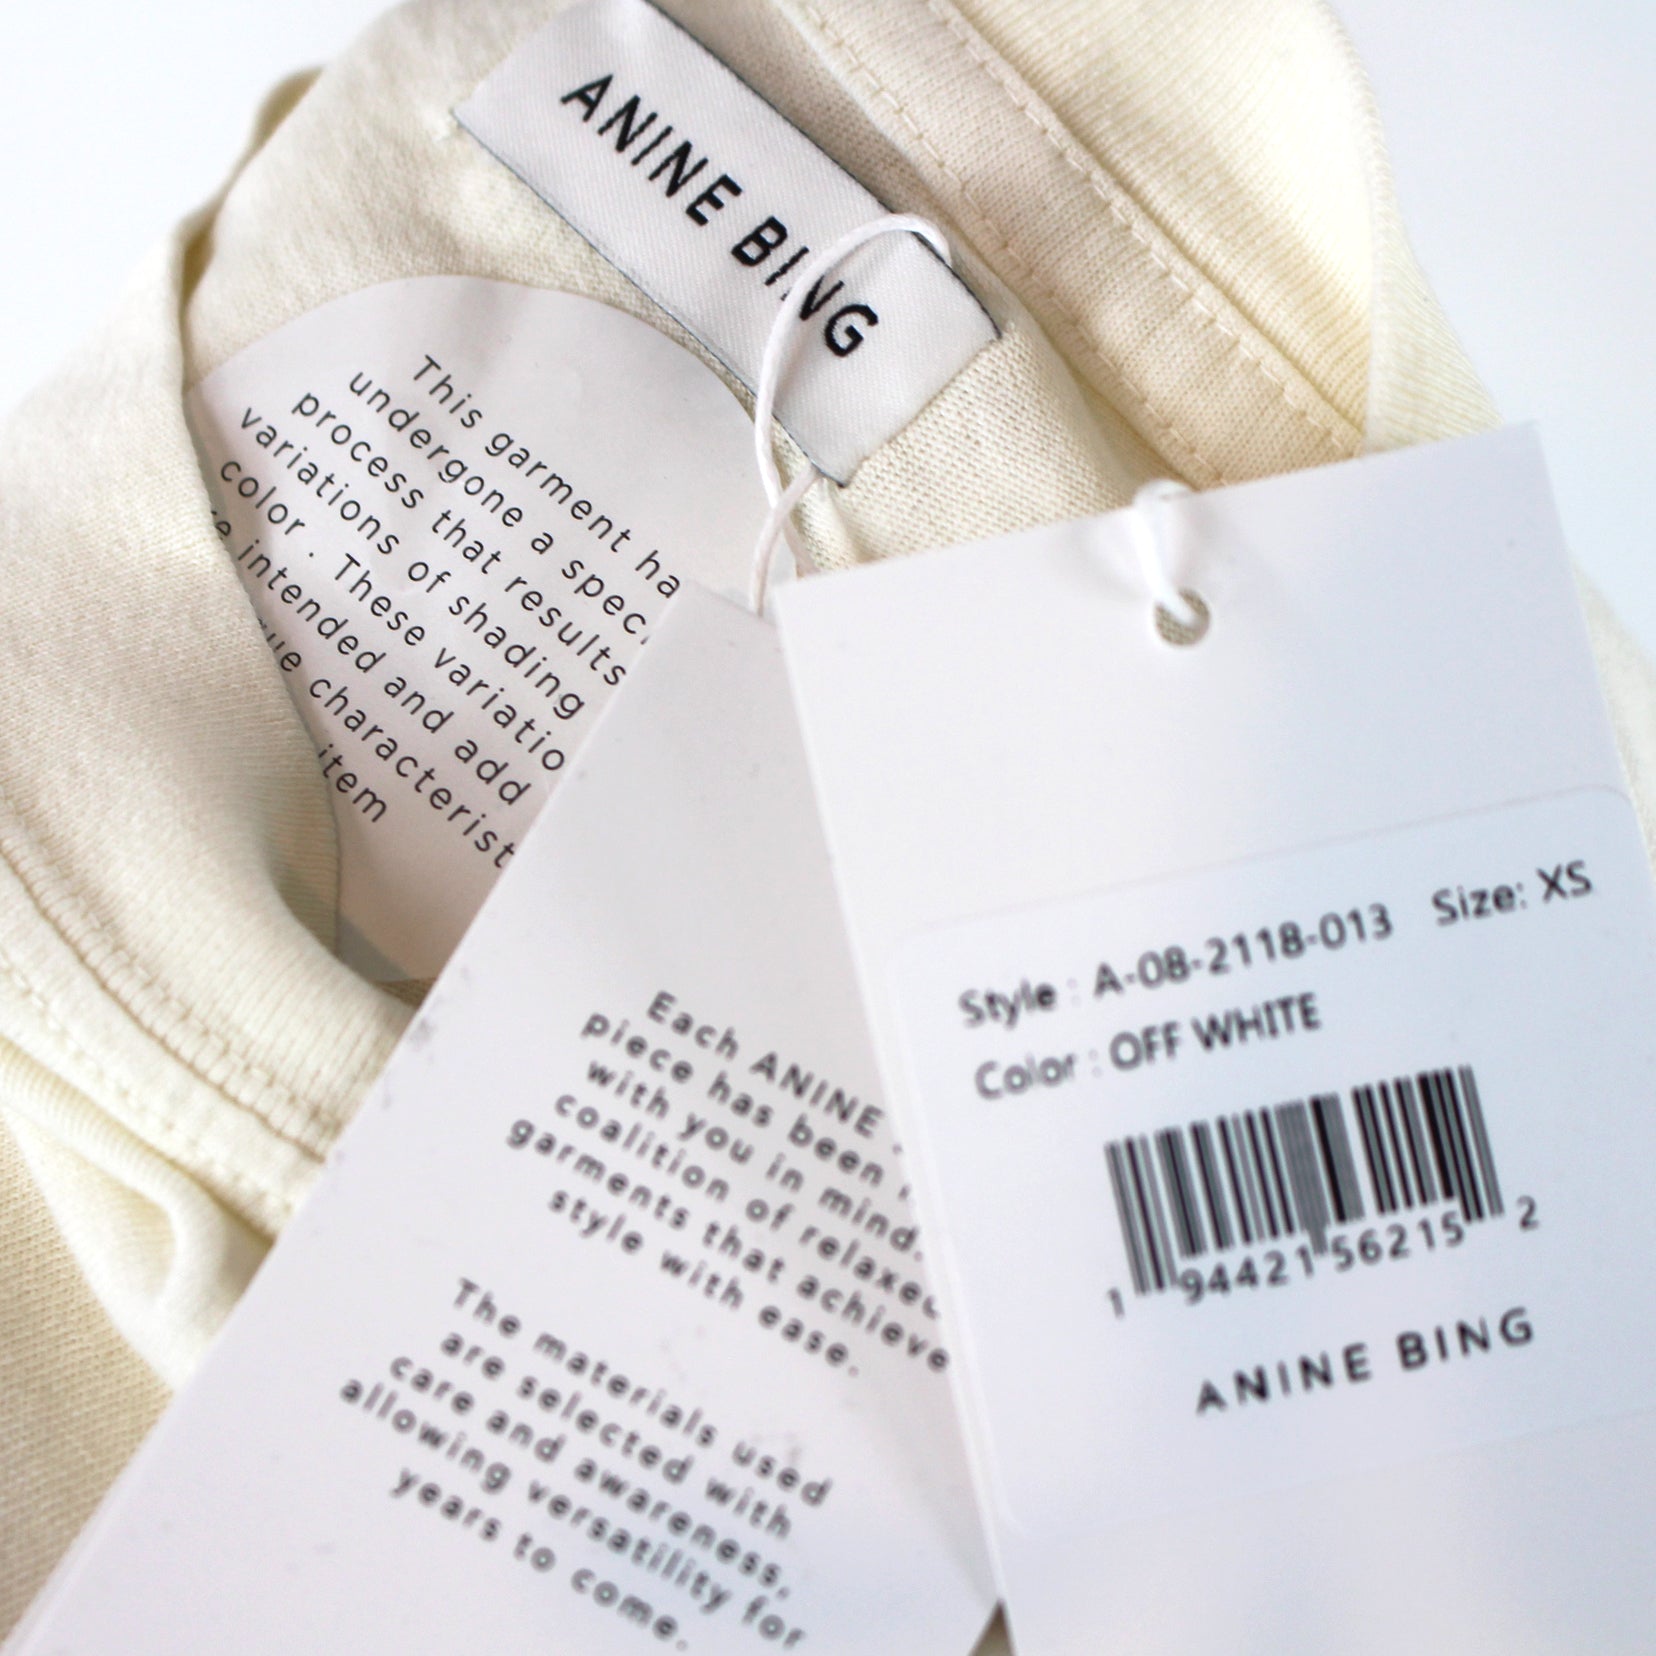 ANINE BING
This garment ha
undergone a speci
process that results
variations of shading
color. These variatio
re intended and add
ue characterist
item
Each ANINE
piece has been
with you in mind.
coalition of relaxed
garments that achieve
style with ease.
The materials used
are selected with
care and awareness,
allowing versatility for
years to come.
Style : A-08-2118-013 Size: XS
Color : OFF WHITE
1 94421 56215 2
ANINE BING